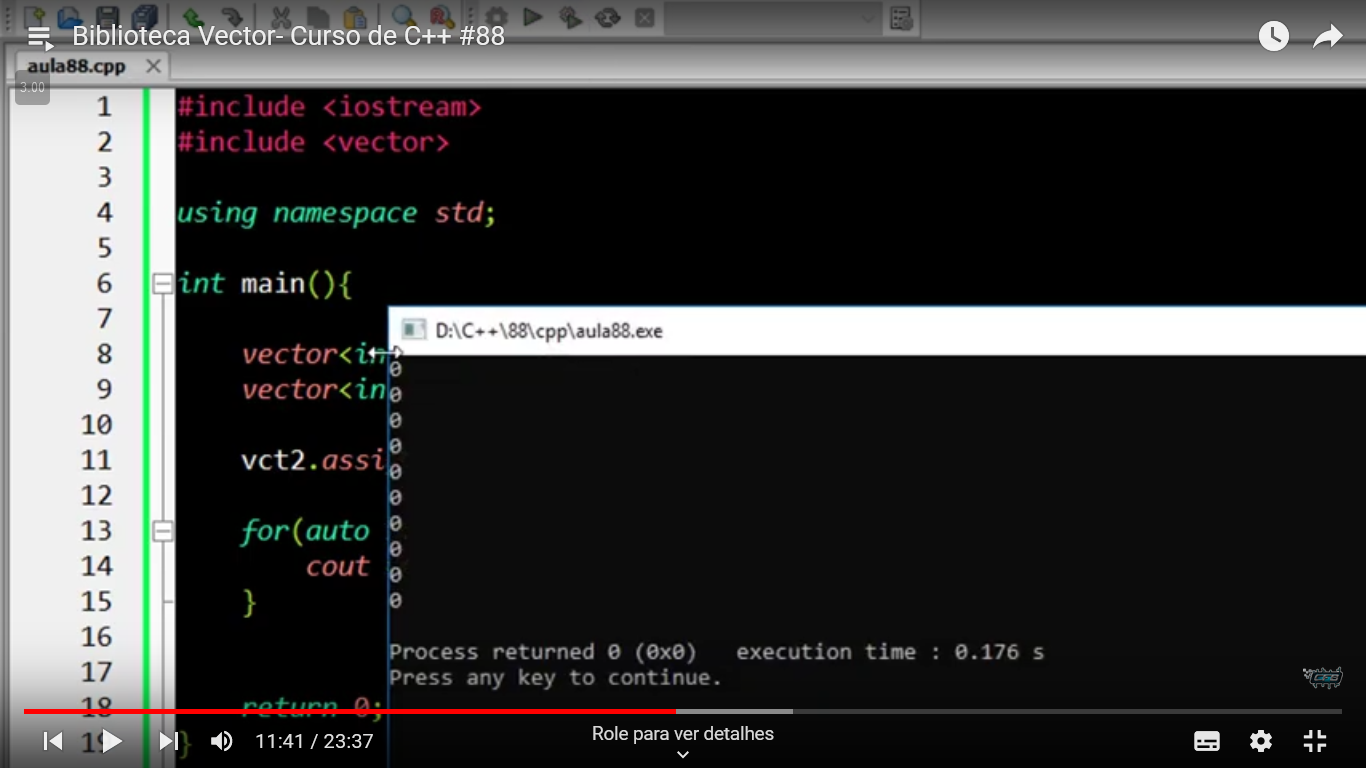 Biblioteca Vector- Curso de C++ #88
aula88.cpp
3.00
1 #include <iostream>
2 #include <vector>
3
4 using namespace std;
5
6 int main(){
7
8 vector<in
9 vector<in
10
11 vct2.assi
12
13 for(auto
14 cout
15 }
16
17
18 return 0;
19 }
D:\C++\88\cpp\aula88.exe
0
0
0
0
0
0
0
0
0
0
Process returned 0 (0x0) execution time : 0.176 s
Press any key to continue.
11:41 / 23:37
Role para ver detalhes